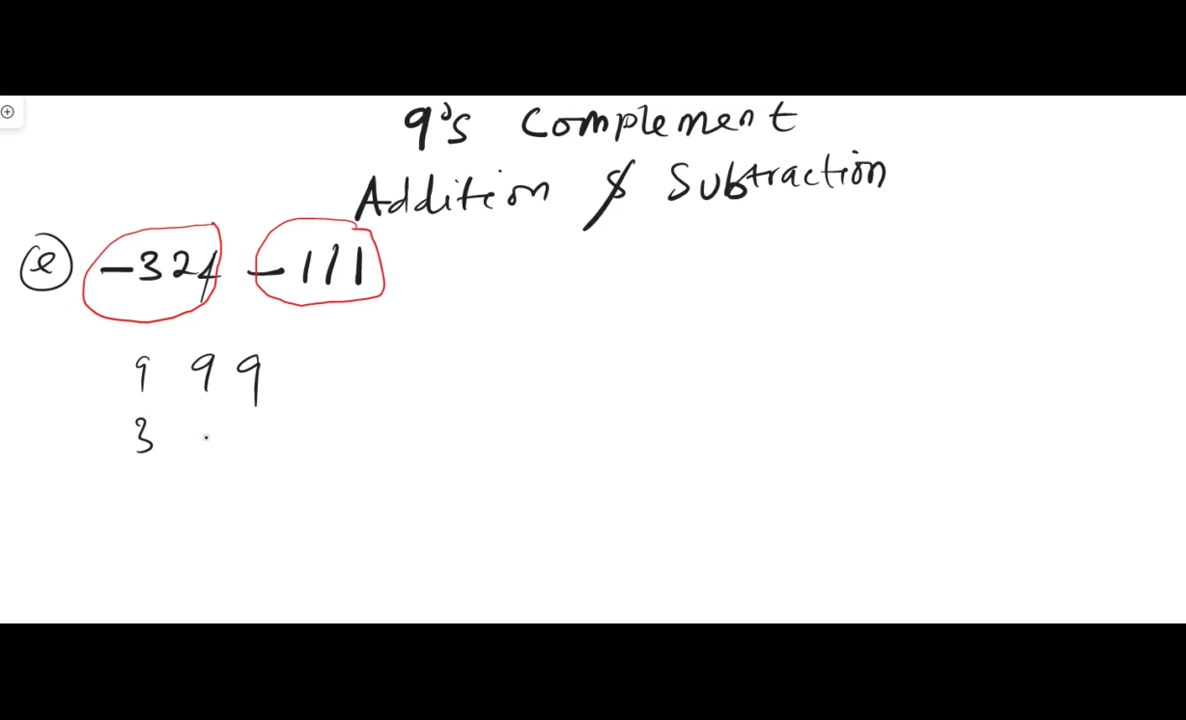 9's Complement
Addition & Subtraction
e -324 -111
9 9 9
3